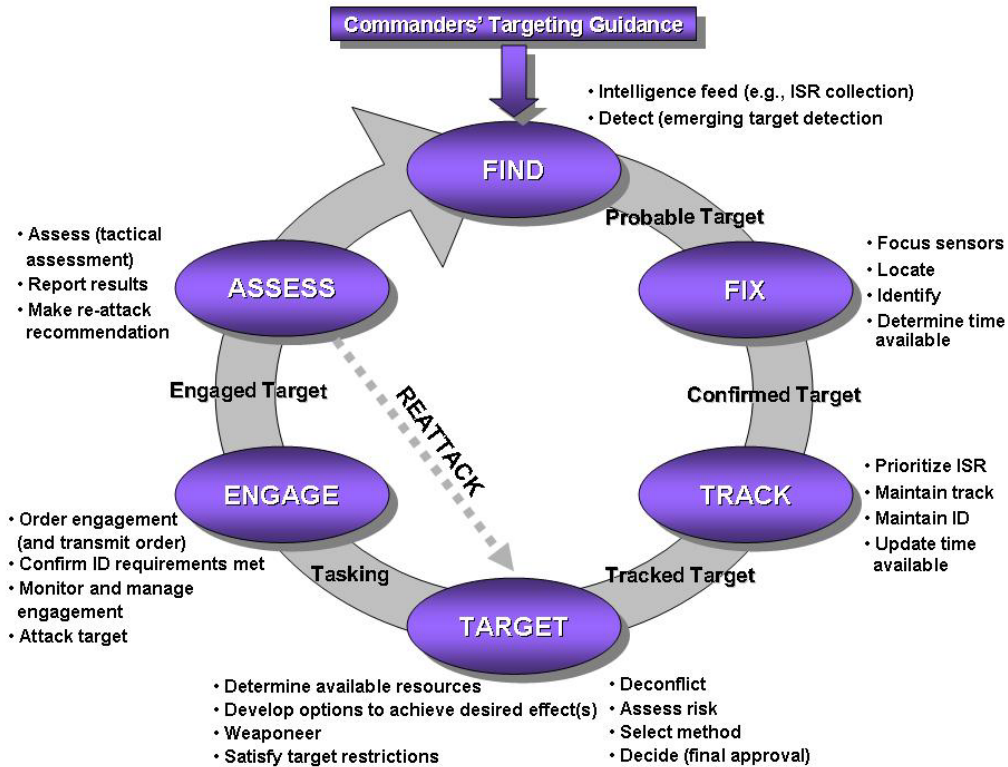 Commanders' Targeting Guidance
• Intelligence feed (e.g., ISR collection)
• Detect (emerging target detection
FIND
Probable Target
• Assess (tactical
assessment)
• Report results
• Make re-attack
recommendation
ASSESS
FIX
• Focus sensors
• Locate
• Identify
• Determine time
available
Engaged Target
REATTACK
Confirmed Target
ENGAGE
TRACK
• Prioritize ISR
• Maintain track
• Maintain ID
• Update time
available
• Order engagement
(and transmit order)
• Confirm ID requirements met
• Monitor and manage
engagement
• Attack target
Tasking
Tracked Target
TARGET
• Determine available resources
• Develop options to achieve desired effect(s)
• Weaponeer
• Satisfy target restrictions
• Deconflict
• Assess risk
• Select method
• Decide (final approval)